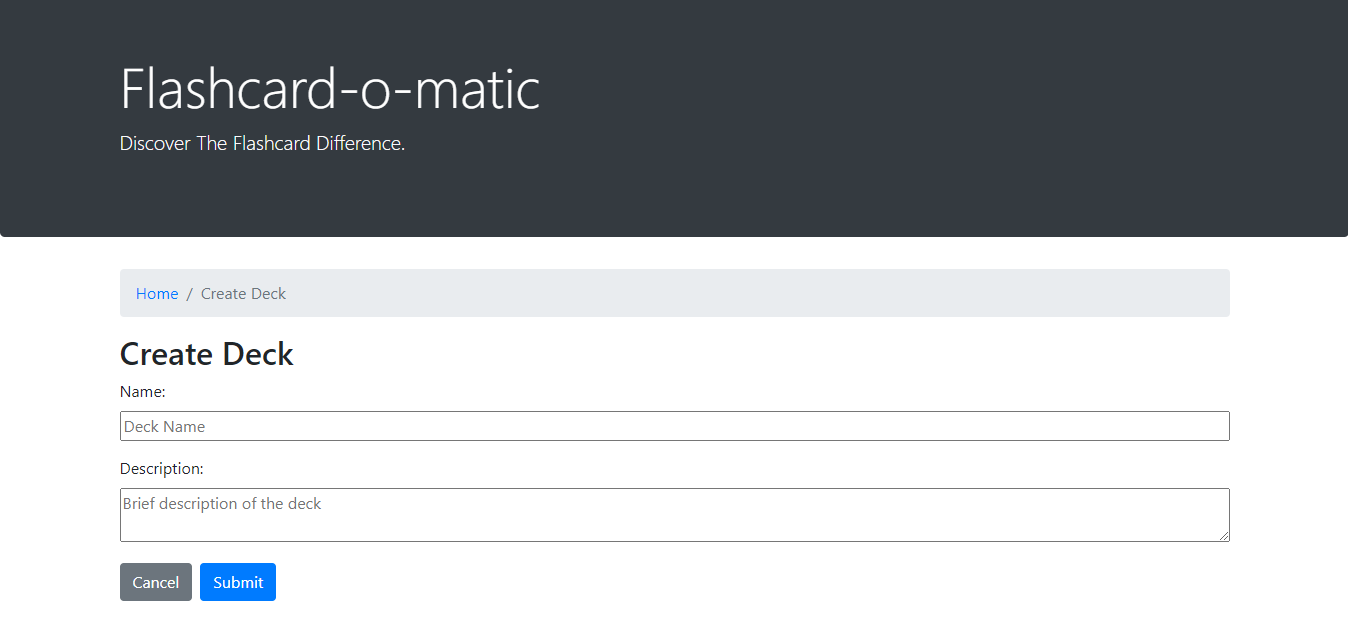 Flashcard-o-matic
Discover The Flashcard Difference.
Home / Create Deck
Create Deck
Name:
Deck Name
Description:
Brief description of the deck
Cancel Submit